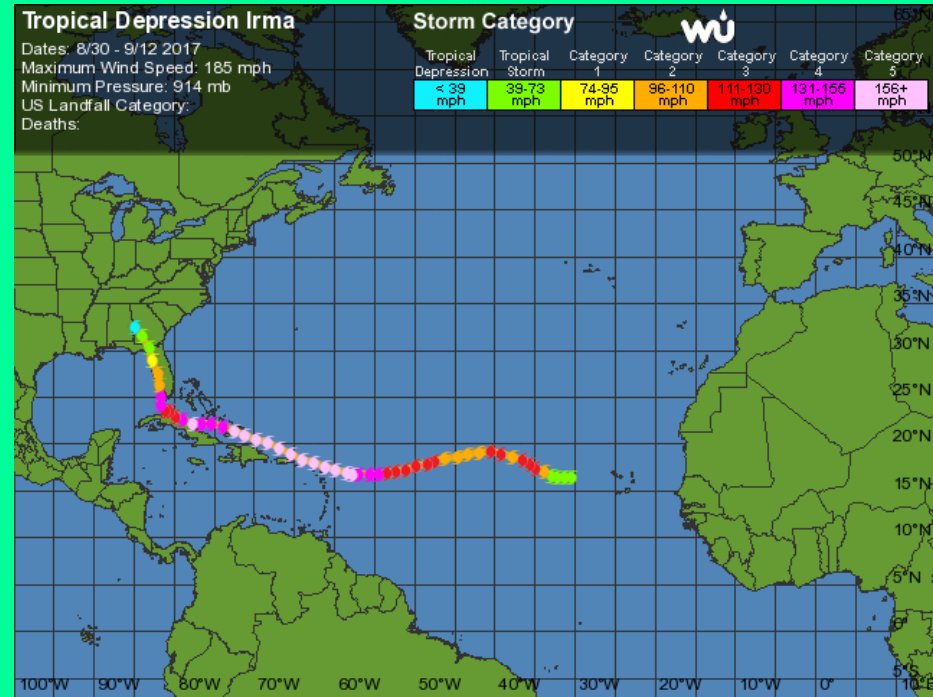 Tropical Depression Irma
Dates: 8/30 - 9/12 2017
Maximum Wind Speed: 185 mph
Minimum Pressure: 914 mb
US Landfall Category:
Deaths:
Storm Category
wu
Tropical Depression
< 39 mph
Tropical Storm
39-73 mph
Category 1
74-95 mph
Category 2
96-110 mph
Category 3
111-130 mph
Category 4
131-155 mph
Category 5
156+ mph
65°N
50°N
45°N
40°N
35°N
30°N
25°N
20°N
15°N
10°N
5°N
0°
5°S
100°W 90°W 80°W 70°W 60°W 50°W 40°W 30°W 20°W 10°W 0° 10°E